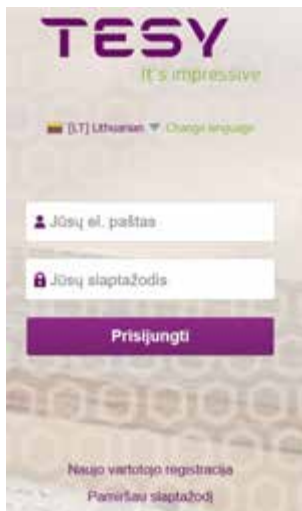 TESY
It's impressive
[LT] Lithuanian Change language
Jūsų el. paštas
Jūsų slaptažodis
Prisijungti
Naujo vartotojo registracija
Pamiršau slaptažodį